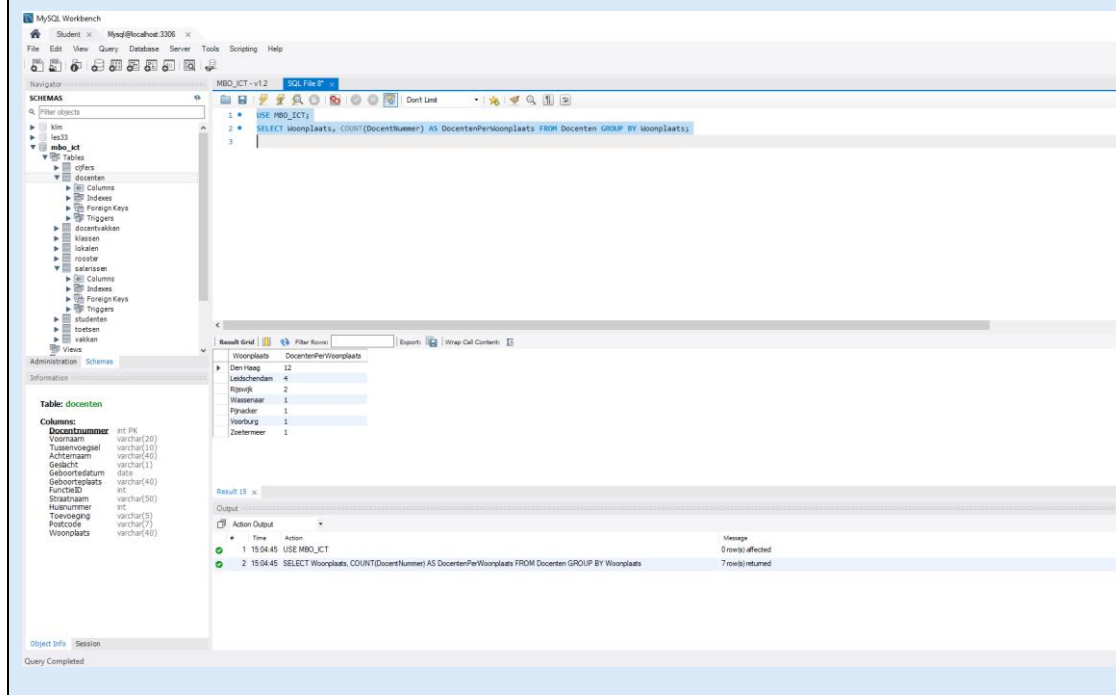 MySQL Workbench
Student × Mysql@localhost:3306 ×
File Edit View Query Database Server Tools Scripting Help
Navigator
SCHEMAS
Filter objects
klm
les33
mbo_ict
Tables
cijfers
docenten
Columns
Indexes
Foreign Keys
Triggers
docentvakken
klassen
lokalen
rooster
salarissen
Columns
Indexes
Foreign Keys
Triggers
studenten
toetsen
vakken
Views
Administration Schemas
Information
Table: docenten
Columns:
Docentnummer int PK
Voornaam varchar(20)
Tussenvoegsel varchar(10)
Achternaam varchar(40)
Geslacht varchar(1)
Geboortedatum date
Geboorteplaats varchar(40)
FunctieID int
Straatnaam varchar(50)
Huisnummer int
Toevoeging varchar(5)
Postcode varchar(7)
Woonplaats varchar(40)
Object Info Session
Query Completed
MBO_ICT - v1.2 SQL File 8* ×
Don't Limit
1 USE MBO_ICT;
2 SELECT Woonplaats, COUNT(DocentNummer) AS DocentenPerWoonplaats FROM Docenten GROUP BY Woonplaats;
3
Result Grid Filter Rows: Export: Wrap Cell Content:
Woonplaats DocentenPerWoonplaats
Den Haag 12
Leidschendam 4
Rijswijk 2
Wassenaar 1
Pijnacker 1
Voorburg 1
Zoetermeer 1
Result 15 ×
Output
Action Output
# Time Action Message
1 15:04:45 USE MBO_ICT 0 row(s) affected
2 15:04:45 SELECT Woonplaats, COUNT(DocentNummer) AS DocentenPerWoonplaats FROM Docenten GROUP BY Woonplaats 7 row(s) returned